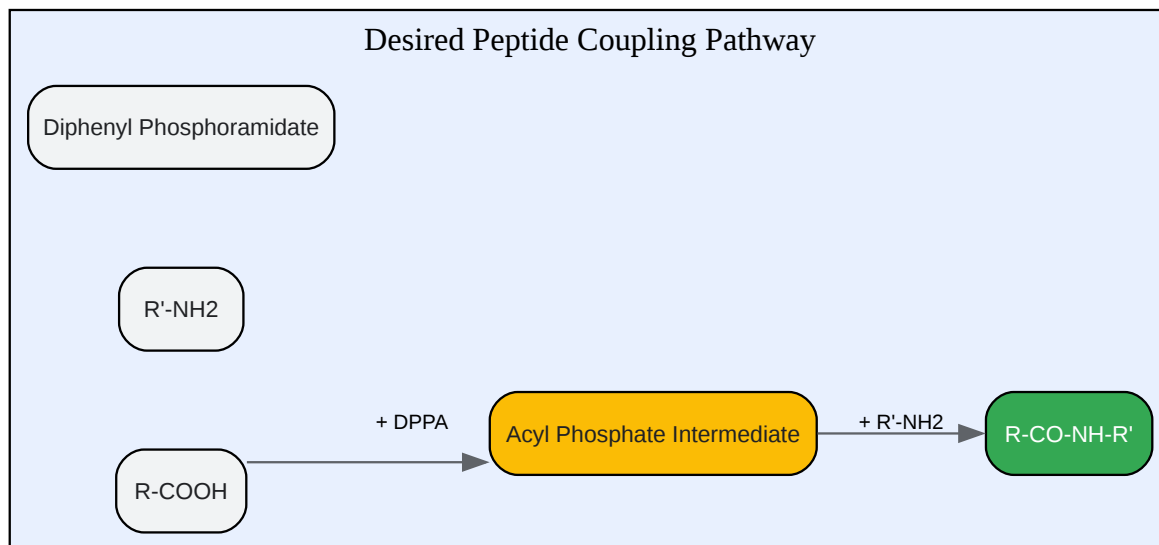 Desired Peptide Coupling Pathway
Diphenyl Phosphoramidate
R'-NH2
R-COOH
+ DPPA
Acyl Phosphate Intermediate
+ R'-NH2
R-CO-NH-R'